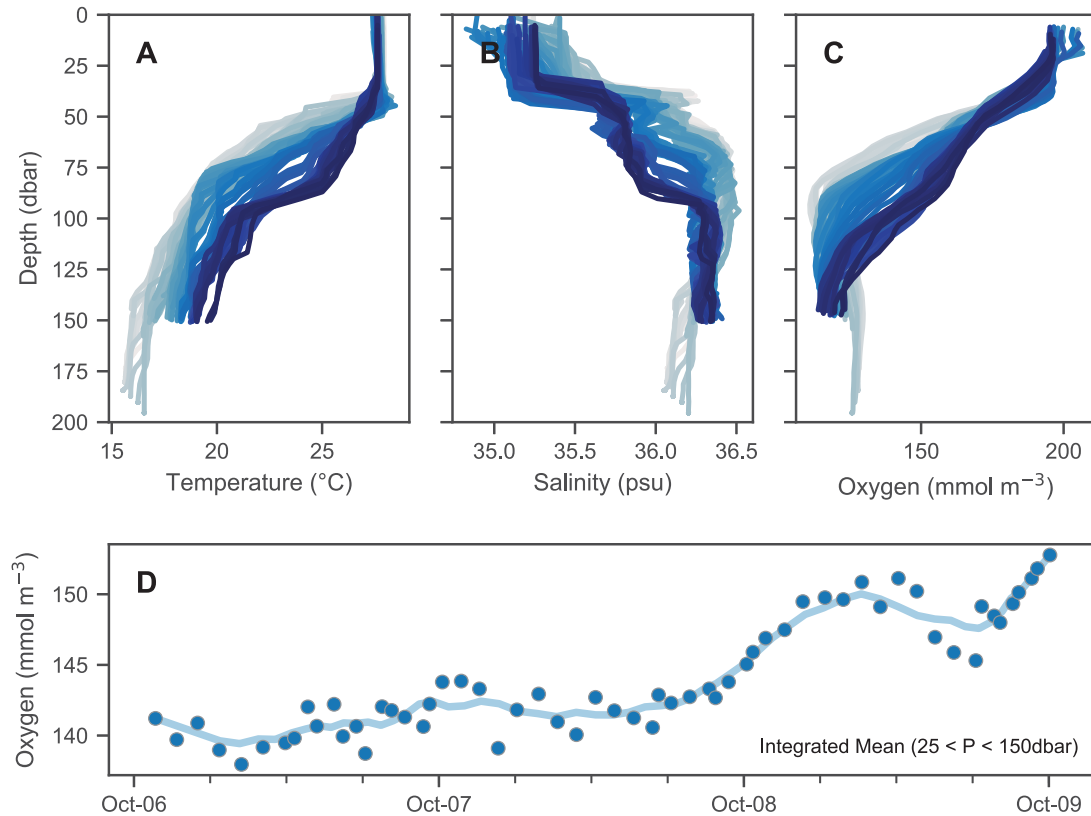 A
B
C
0
25
50
75
100
125
150
175
200
Depth (dbar)
15 20 25
35.0 35.5 36.0 36.5
150 200
Temperature (°C)
Salinity (psu)
Oxygen (mmol m⁻³)
D
150
145
140
Oxygen (mmol m⁻³)
Integrated Mean (25 < P < 150dbar)
Oct-06 Oct-07 Oct-08 Oct-09